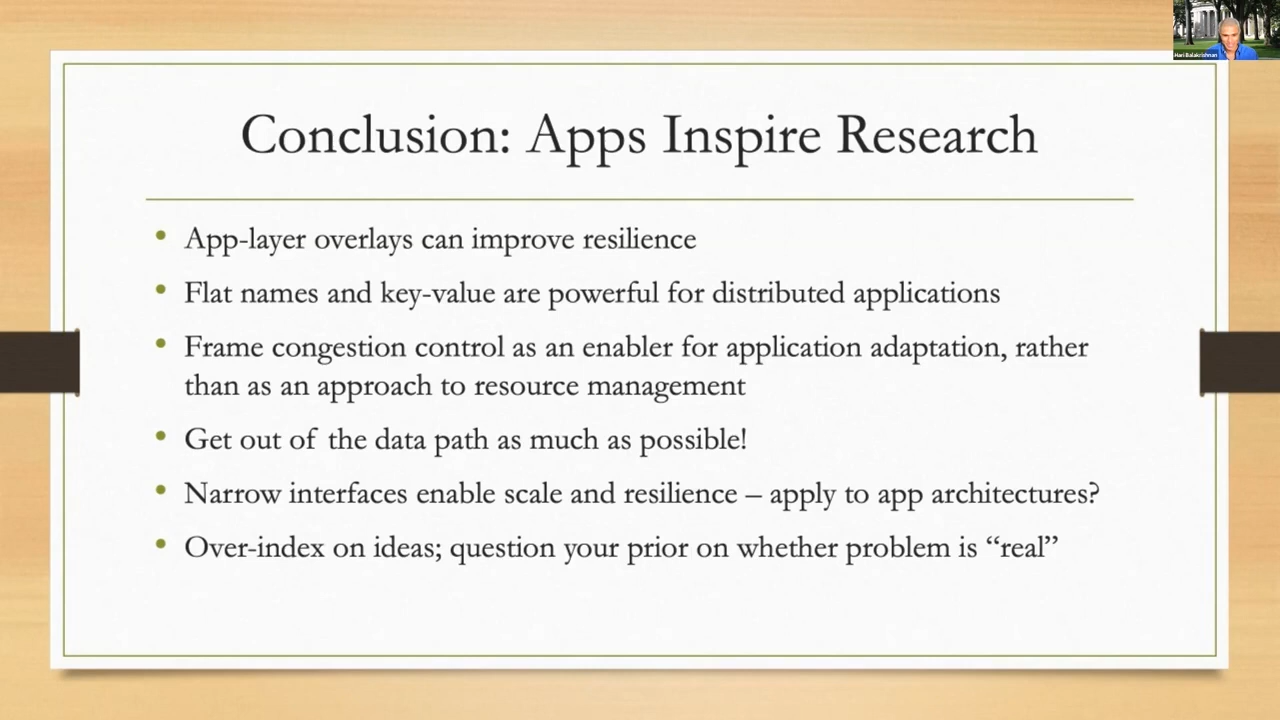 Hari Balakrishnan
Conclusion: Apps Inspire Research
• App-layer overlays can improve resilience
• Flat names and key-value are powerful for distributed applications
• Frame congestion control as an enabler for application adaptation, rather
than as an approach to resource management
• Get out of the data path as much as possible!
• Narrow interfaces enable scale and resilience – apply to app architectures?
• Over-index on ideas; question your prior on whether problem is “real”